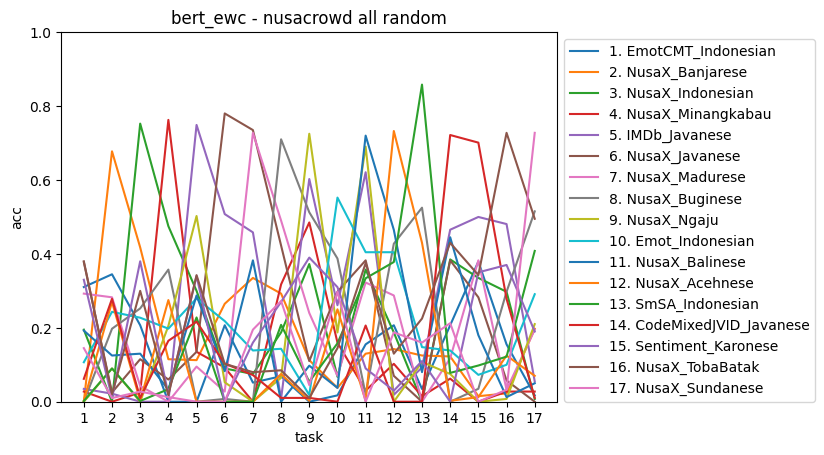 bert_ewc - nusacrowd all random
1.0
0.8
0.6
0.4
0.2
0.0
acc
1 2 3 4 5 6 7 8 9 10 11 12 13 14 15 16 17
task
1. EmotCMT_Indonesian
2. NusaX_Banjarese
3. NusaX_Indonesian
4. NusaX_Minangkabau
5. IMDb_Javanese
6. NusaX_Javanese
7. NusaX_Madurese
8. NusaX_Buginese
9. NusaX_Ngaju
10. Emot_Indonesian
11. NusaX_Balinese
12. NusaX_Acehnese
13. SmSA_Indonesian
14. CodeMixedJVID_Javanese
15. Sentiment_Karonese
16. NusaX_TobaBatak
17. NusaX_Sundanese